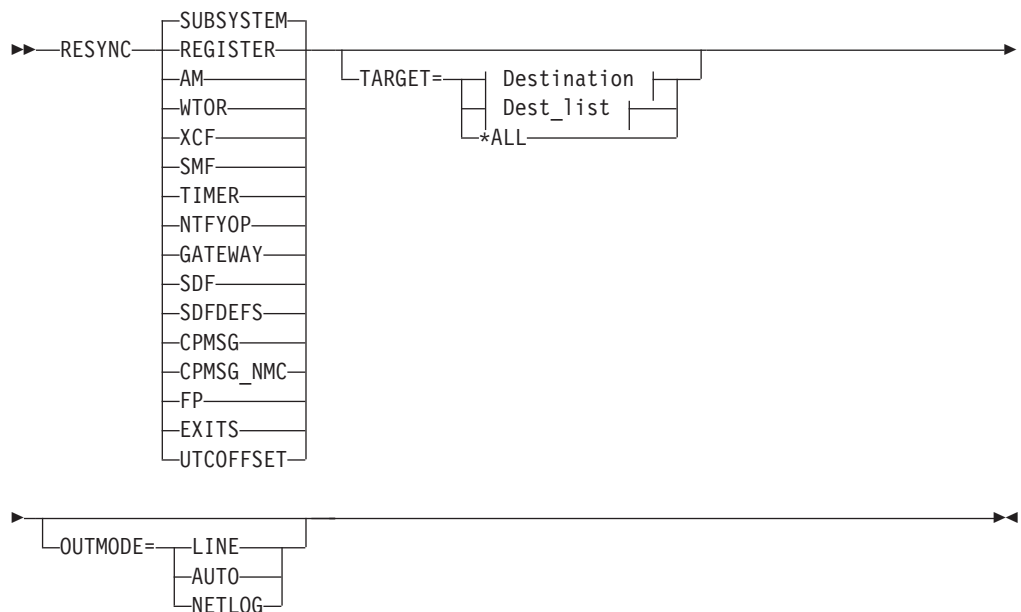 SUBSYSTEM
RESYNC REGISTER
AM TARGET= Destination
WTOR Dest_list
XCF *ALL
SMF
TIMER
NTFYOP
GATEWAY
SDF
SDFDEFS
CPMSG
CPMSG_NMC
FP
EXITS
UTCOFFSET
OUTMODE= LINE
AUTO
NETLOG